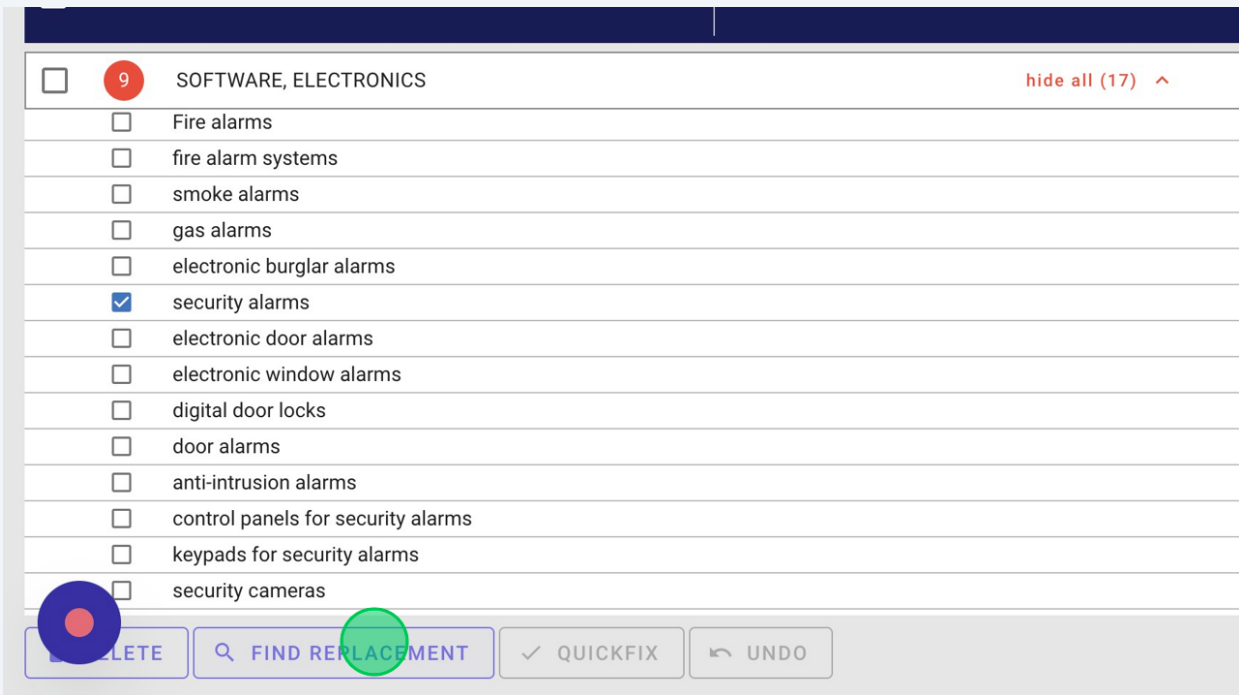 9 SOFTWARE, ELECTRONICS hide all (17)
Fire alarms
fire alarm systems
smoke alarms
gas alarms
electronic burglar alarms
security alarms
electronic door alarms
electronic window alarms
digital door locks
door alarms
anti-intrusion alarms
control panels for security alarms
keypads for security alarms
security cameras
FIND REPLACEMENT QUICKFIX UNDO